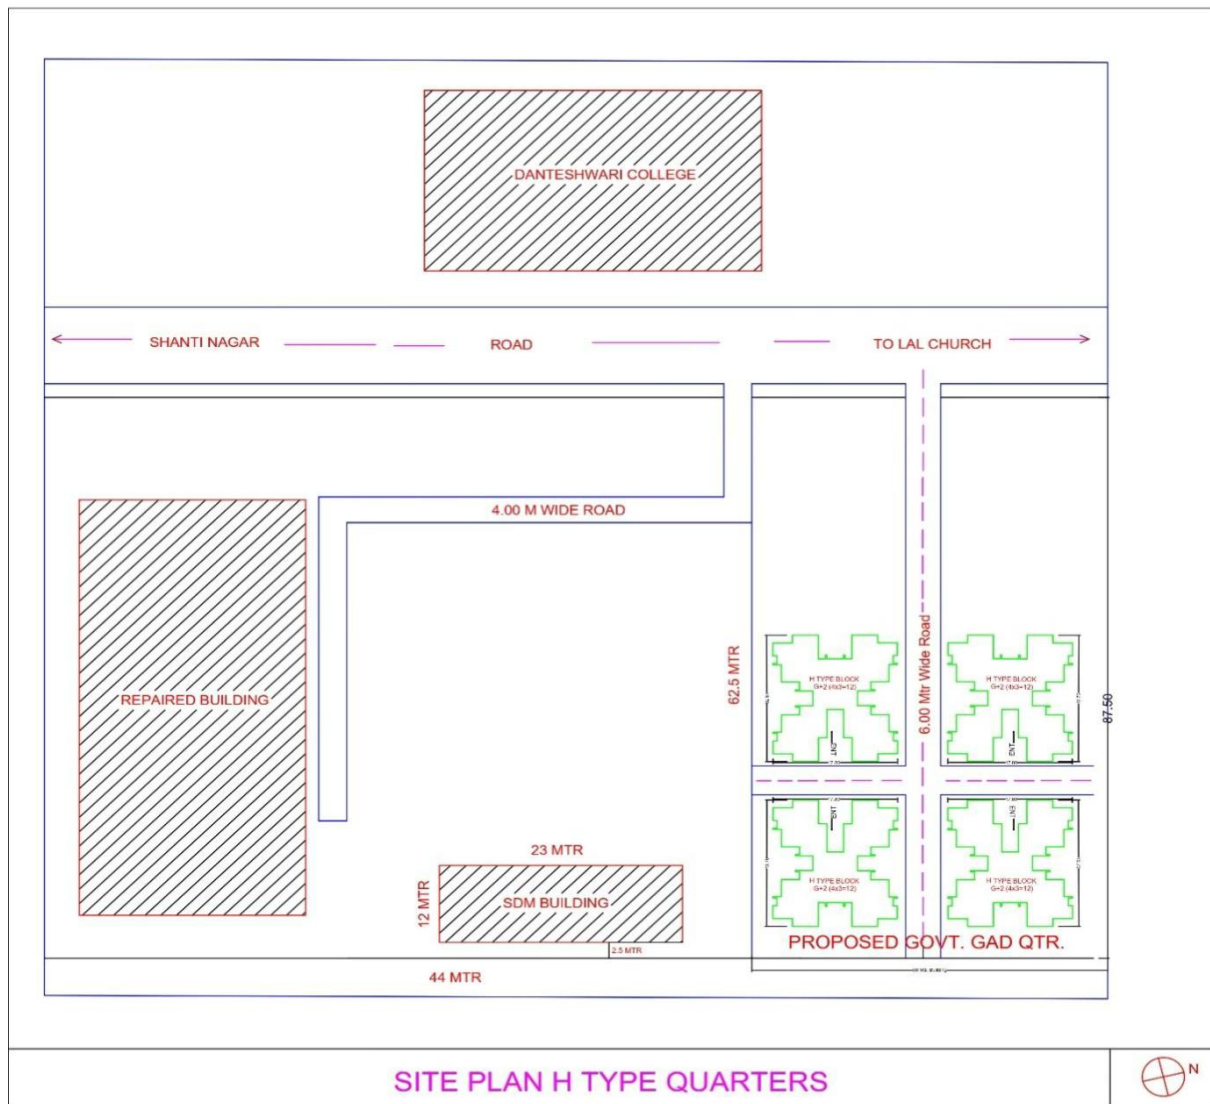 DANTESHWARI COLLEGE
SHANTI NAGAR
ROAD
TO LAL CHURCH
4.00 M WIDE ROAD
REPAIRED BUILDING
62.5 MTR
6.00 Mtr Wide Road
87.50
H TYPE BLOCK
G+2 (4x3=12)
ENT
H TYPE BLOCK
G+2 (4x3=12)
ENT
ENT
H TYPE BLOCK
G+2 (4x3=12)
ENT
H TYPE BLOCK
G+2 (4x3=12)
23 MTR
12 MTR
SDM BUILDING
2.5 MTR
PROPOSED GOVT. GAD QTR.
44 MTR
SITE PLAN H TYPE QUARTERS
N